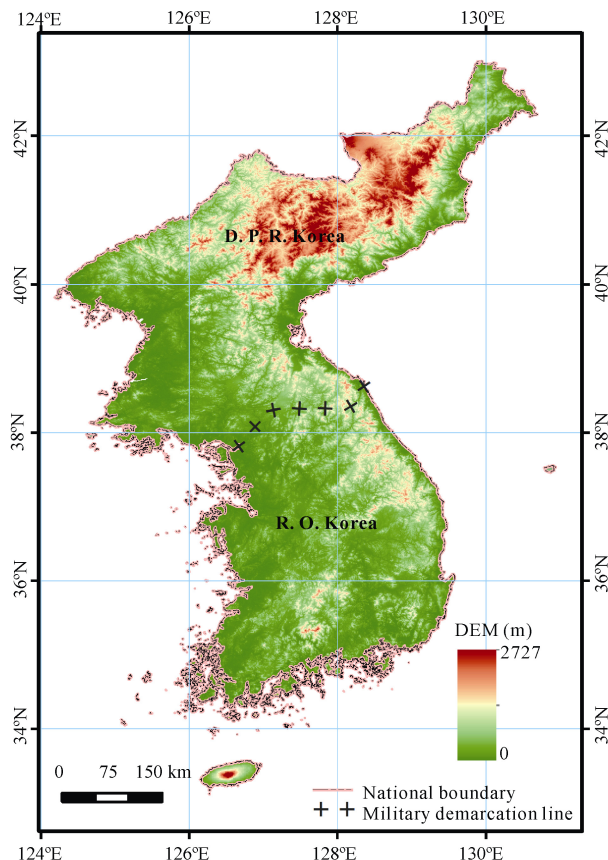 124°E 126°E 128°E 130°E
42°N 42°N
D. P. R. Korea
40°N 40°N
38°N 38°N
R. O. Korea
36°N 36°N
DEM (m)
2727
0
34°N 34°N
0 75 150 km
National boundary
Military demarcation line
124°E 126°E 128°E 130°E